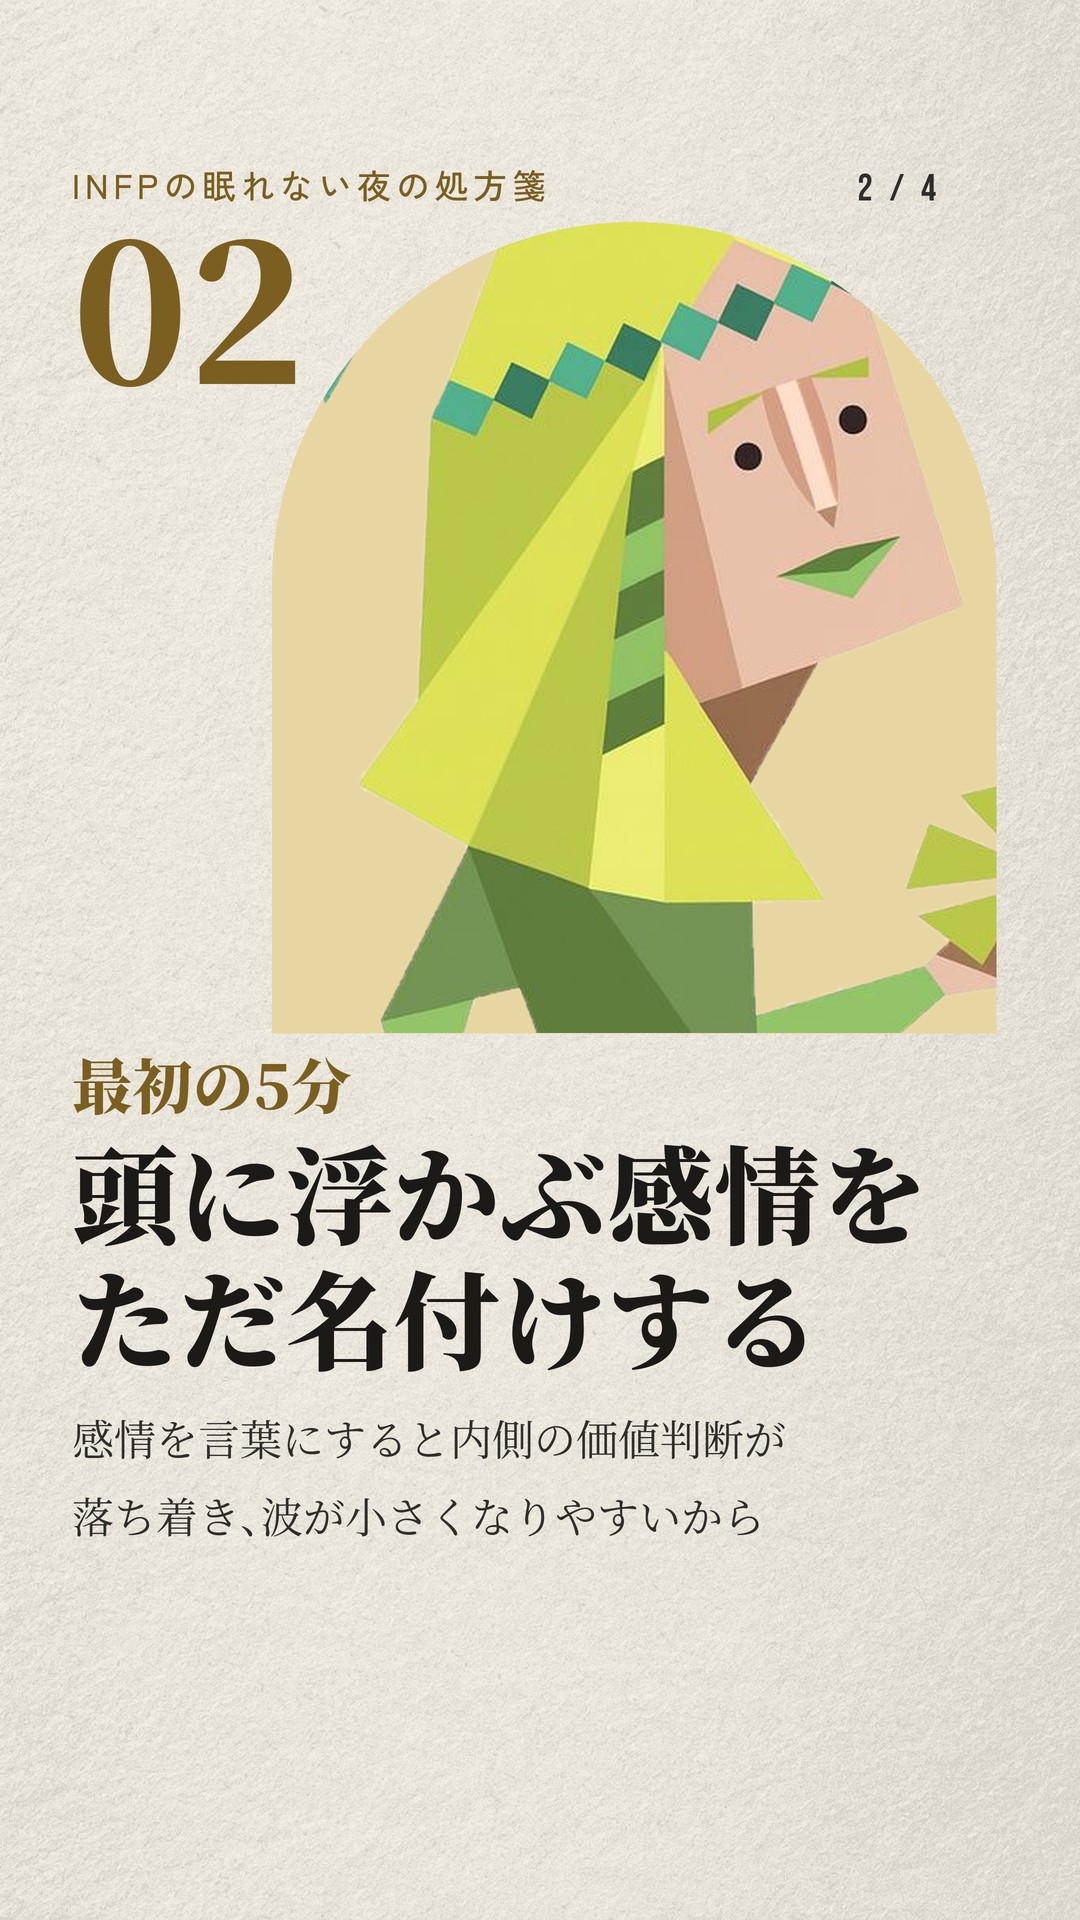 INFPの眠れない夜の処方箋
2 / 4
02
最初の5分
頭に浮かぶ感情を
ただ名付けする
感情を言葉にすると内側の価値判断が
落ち着き、波が小さくなりやすいから